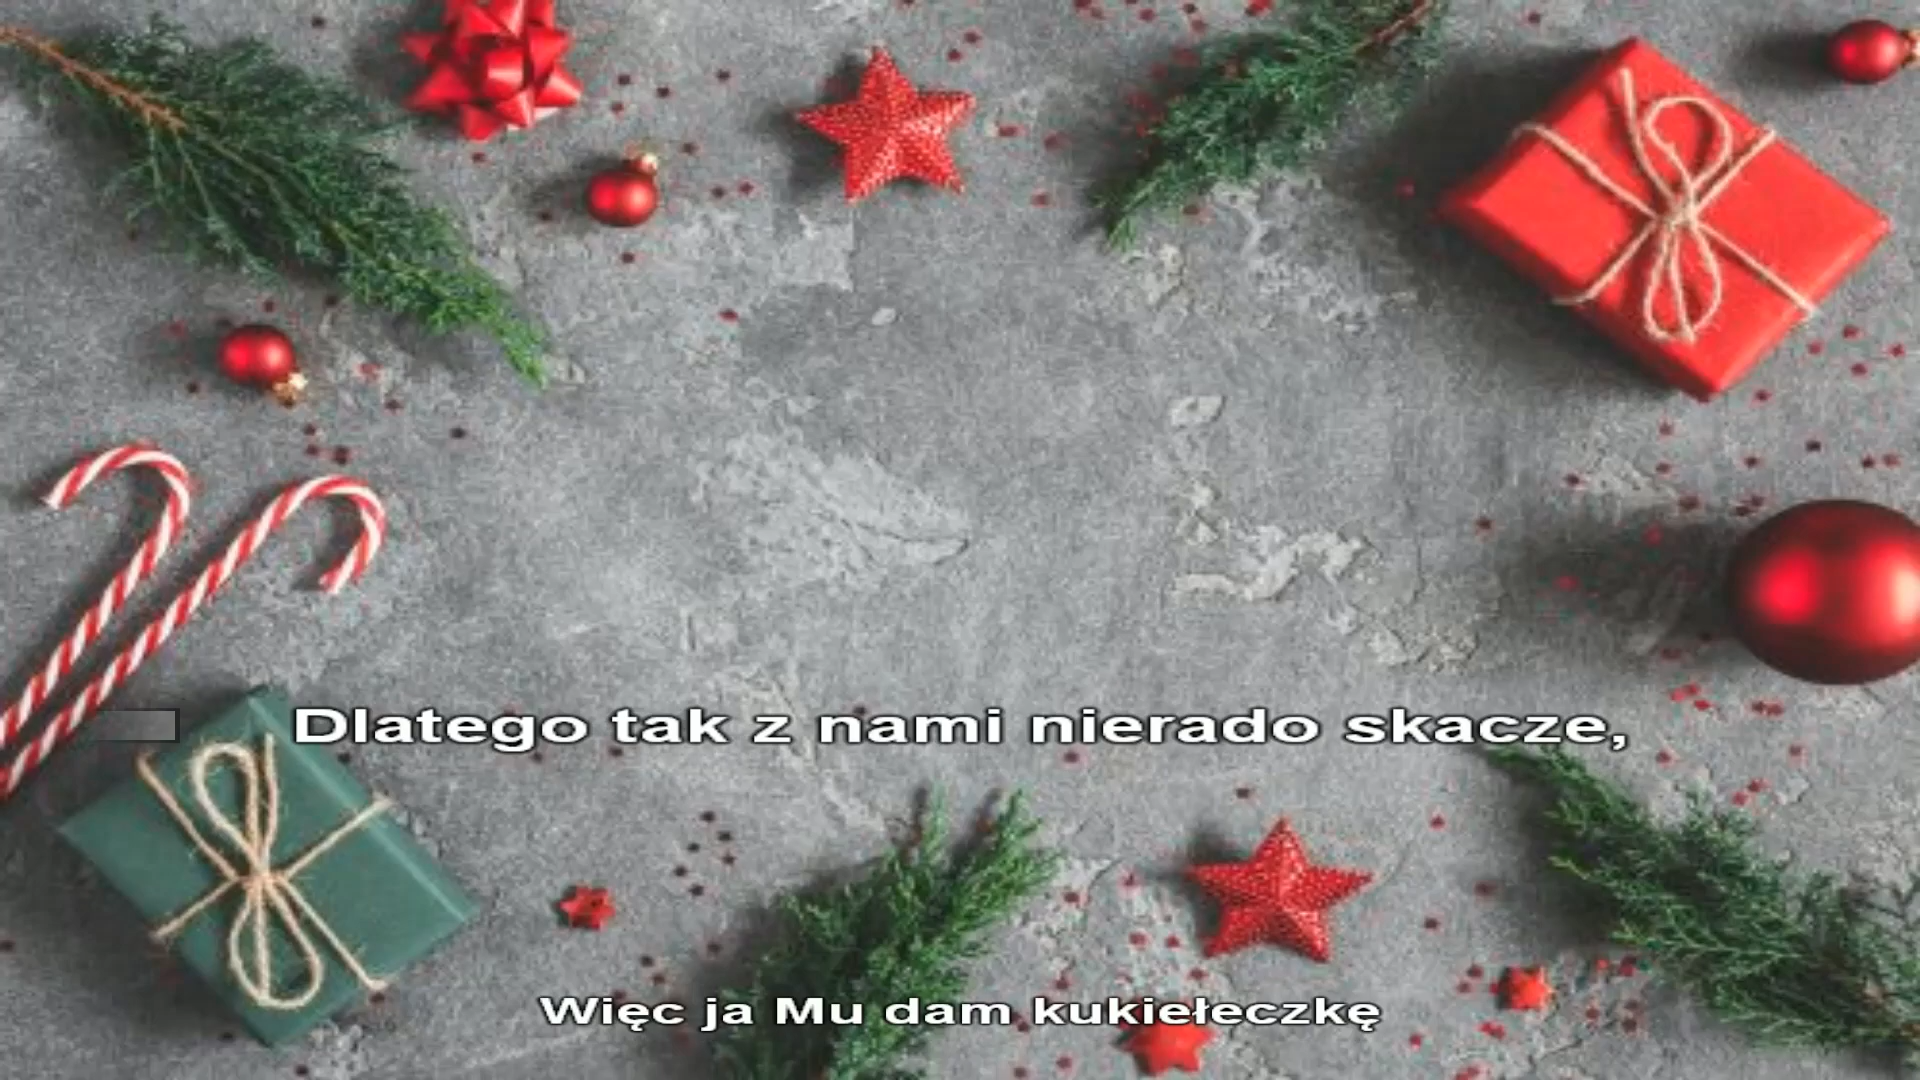 Dlatego tak z nami nierado skacze,
Więc ja Mu dam kukiełeczkę